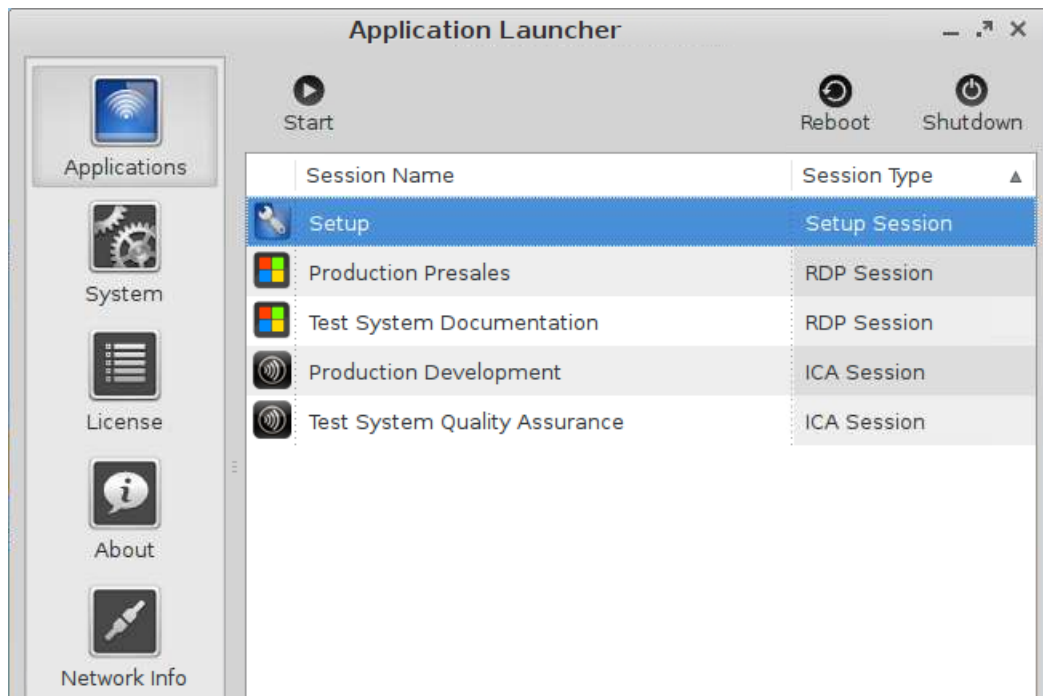 Application Launcher
Applications
System
License
About
Network Info
Start
Reboot
Shutdown
Session Name Session Type
Setup Setup Session
Production Presales RDP Session
Test System Documentation RDP Session
Production Development ICA Session
Test System Quality Assurance ICA Session